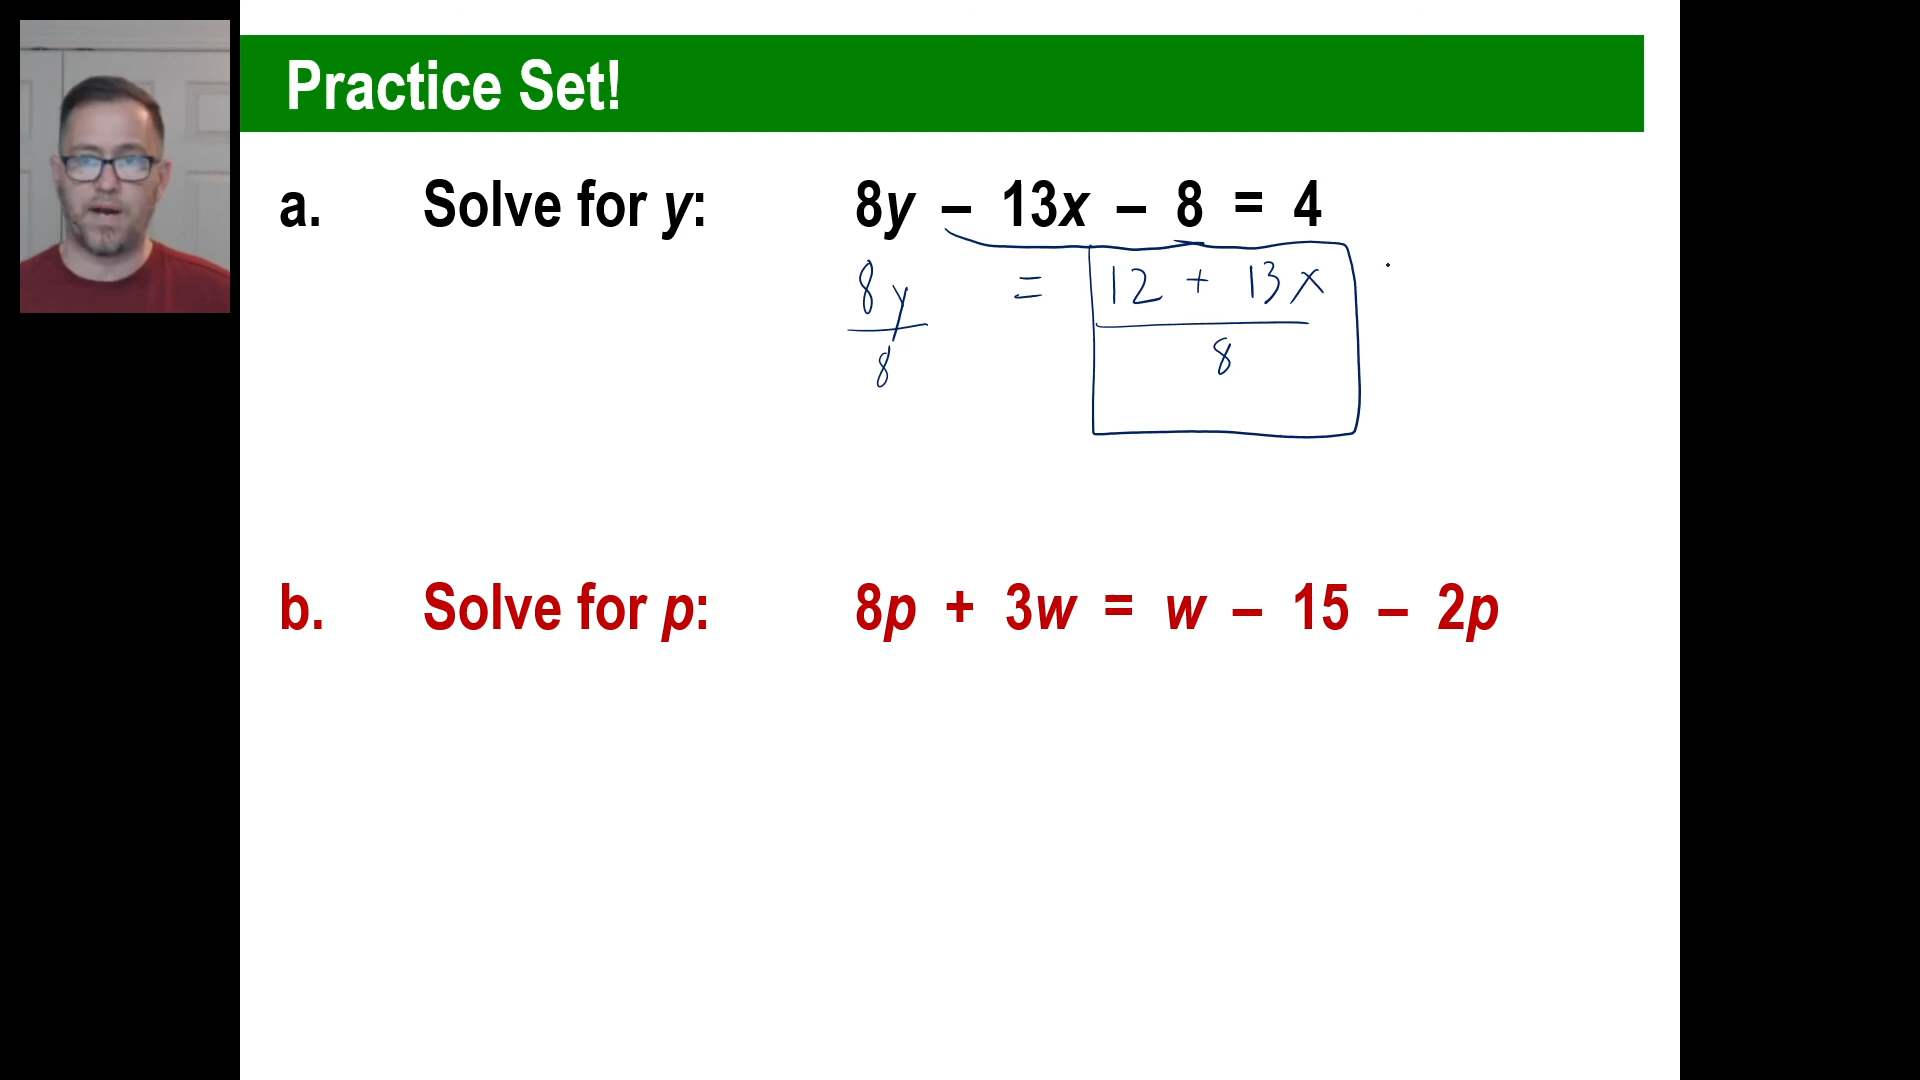 Practice Set!
a. Solve for y: 8y – 13x – 8 = 4
8y = 12 + 13x
8 8
b. Solve for p: 8p + 3w = w – 15 – 2p